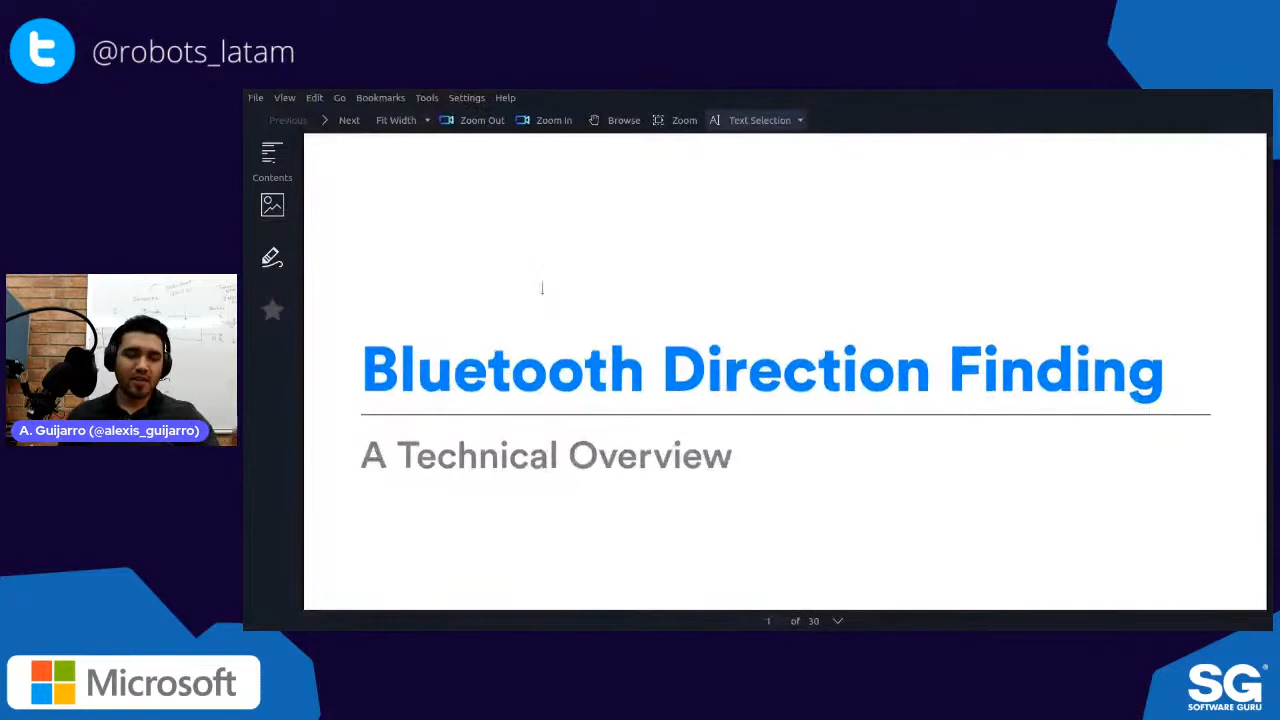 @robots_latam
File View Edit Go Bookmarks Tools Settings Help
Previous Next Fit Width Zoom Out Zoom In Browse Zoom Text Selection
Contents
Bluetooth Direction Finding
A Technical Overview
A. Guijarro (@alexis_guijarro)
1 of 30
Microsoft
SG
SOFTWARE GURU